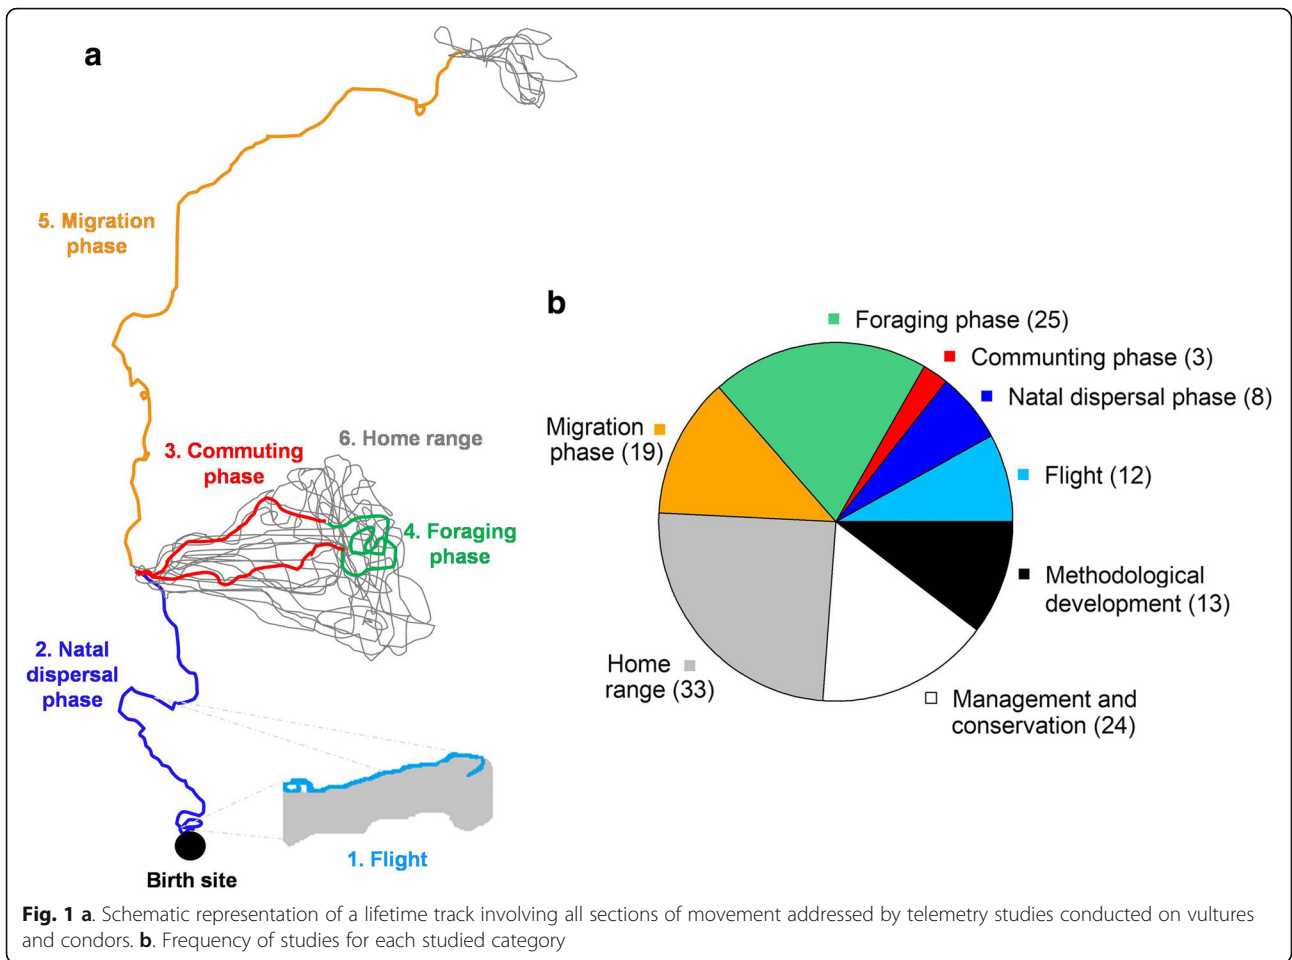 a
5. Migration
phase
3. Commuting
phase
6. Home range
4. Foraging
phase
2. Natal
dispersal
phase
1. Flight
Birth site
b
Foraging phase (25)
Communting phase (3)
Natal dispersal phase (8)
Flight (12)
Methodological
development (13)
Management and
conservation (24)
Home
range (33)
Migration
phase (19)
Fig. 1 a. Schematic representation of a lifetime track involving all sections of movement addressed by telemetry studies conducted on vultures
and condors. b. Frequency of studies for each studied category